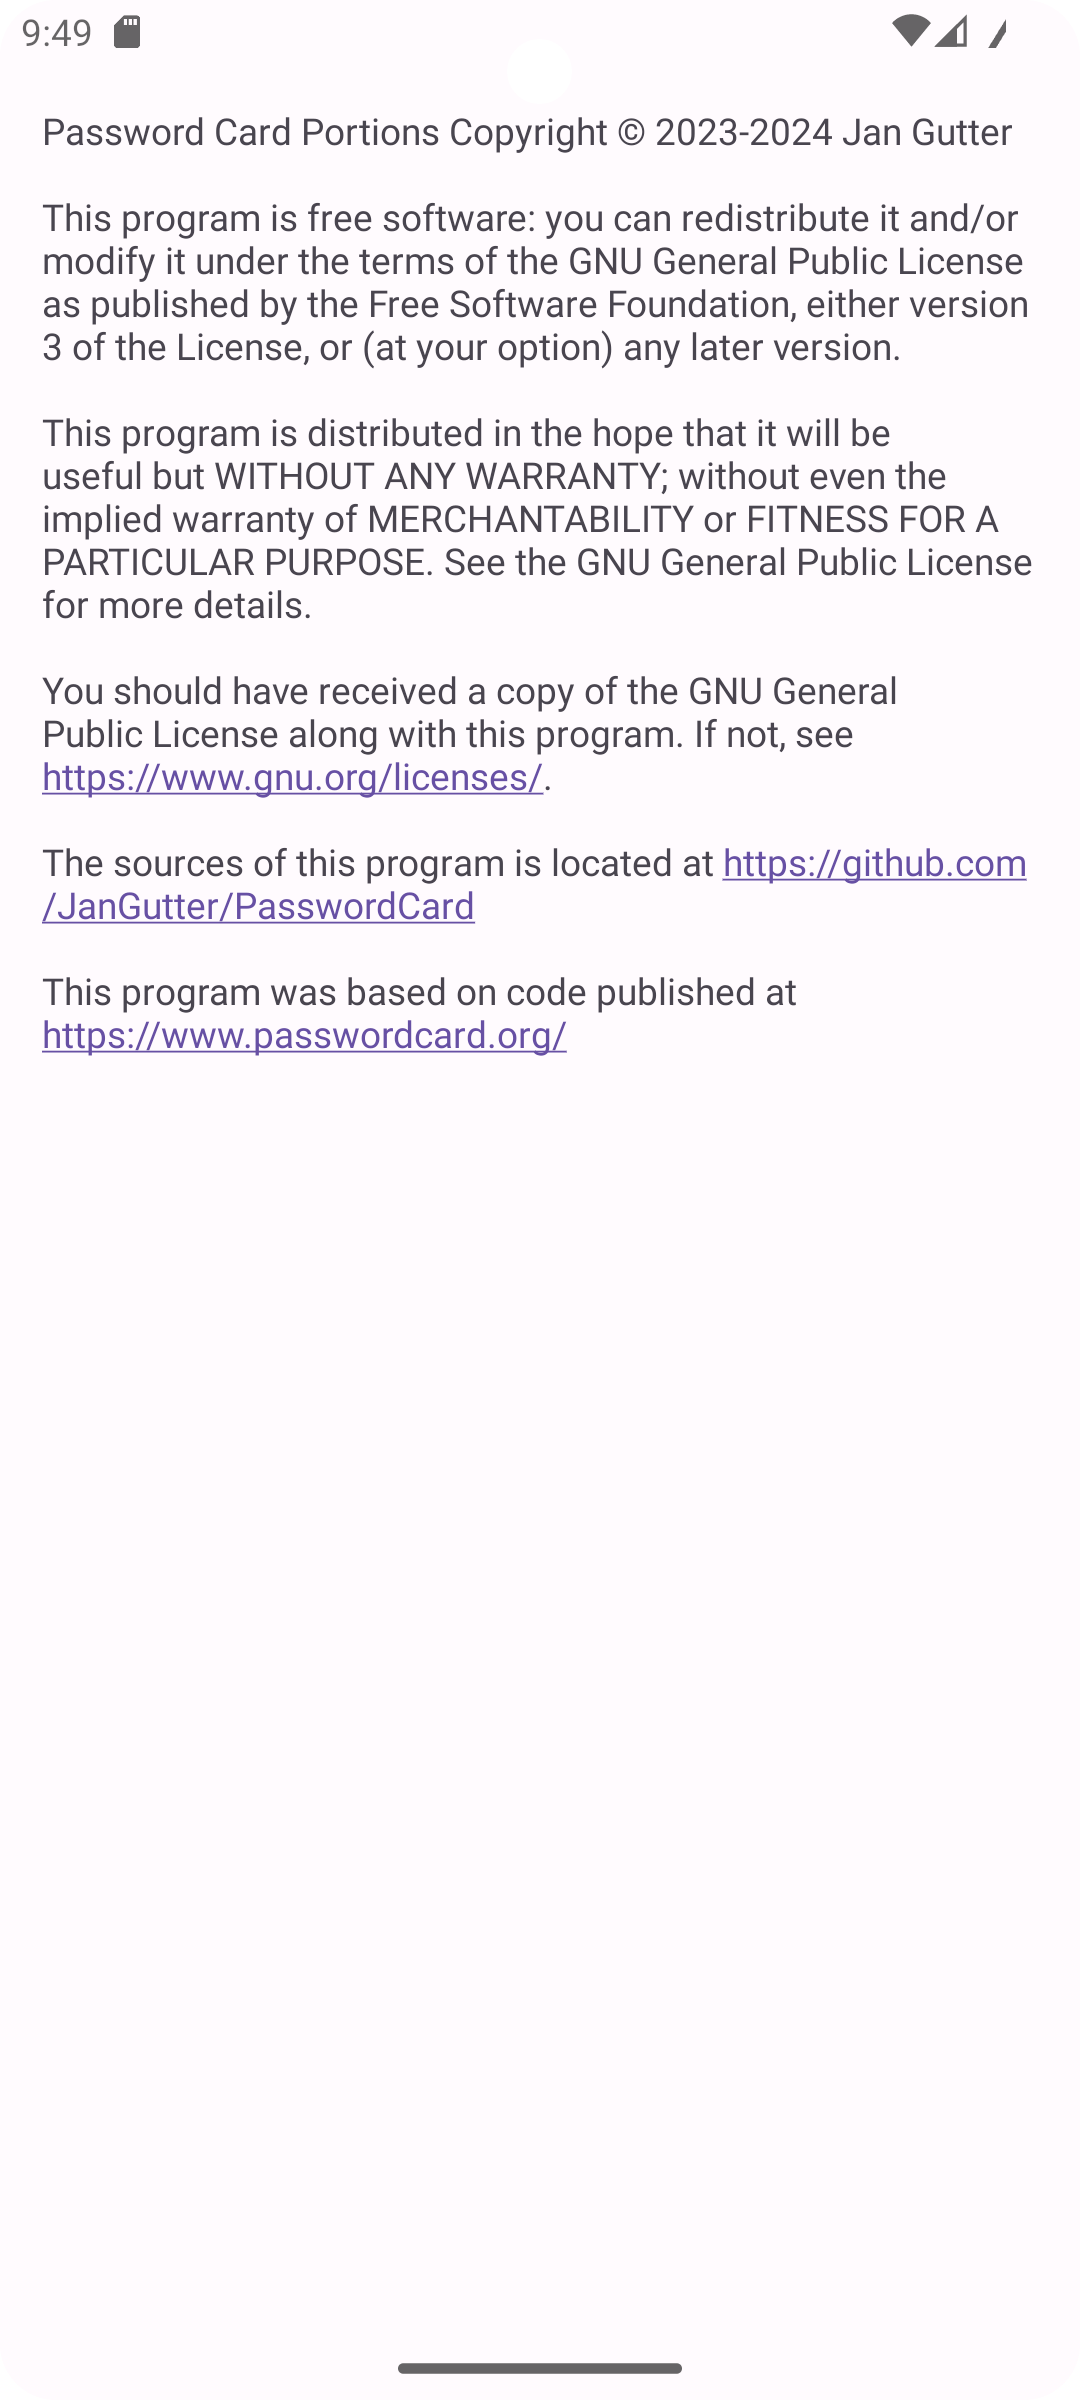 9:49
Password Card Portions Copyright © 2023-2024 Jan Gutter
This program is free software: you can redistribute it and/or
modify it under the terms of the GNU General Public License
as published by the Free Software Foundation, either version
3 of the License, or (at your option) any later version.
This program is distributed in the hope that it will be
useful but WITHOUT ANY WARRANTY; without even the
implied warranty of MERCHANTABILITY or FITNESS FOR A
PARTICULAR PURPOSE. See the GNU General Public License
for more details.
You should have received a copy of the GNU General
Public License along with this program. If not, see
https://www.gnu.org/licenses/.
The sources of this program is located at https://github.com
/JanGutter/PasswordCard
This program was based on code published at
https://www.passwordcard.org/